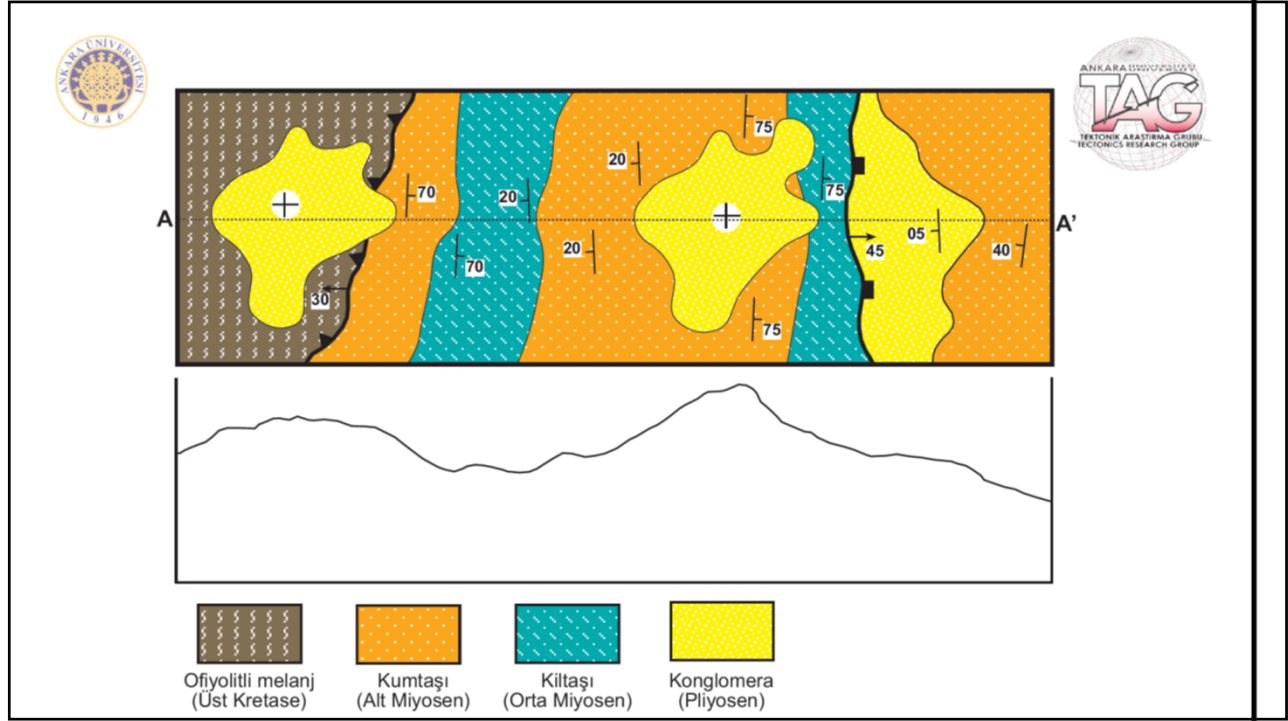 ANKARA ÜNİVERSİTESİ
1946
ANKARA UNIVERSITY
TAG
TEKTONİK ARAŞTIRMA GRUBU
TECTONICS RESEARCH GROUP
75
20
70
20
75
A
A'
20
05
45
40
70
30
75
Ofiyolitli melanj
(Üst Kretase)
Kumtaşı
(Alt Miyosen)
Kiltaşı
(Orta Miyosen)
Konglomera
(Pliyosen)